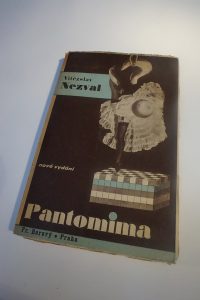 Vítězslav
Nezval
nové vydání
Pantomima
Fr. Borový • Praha